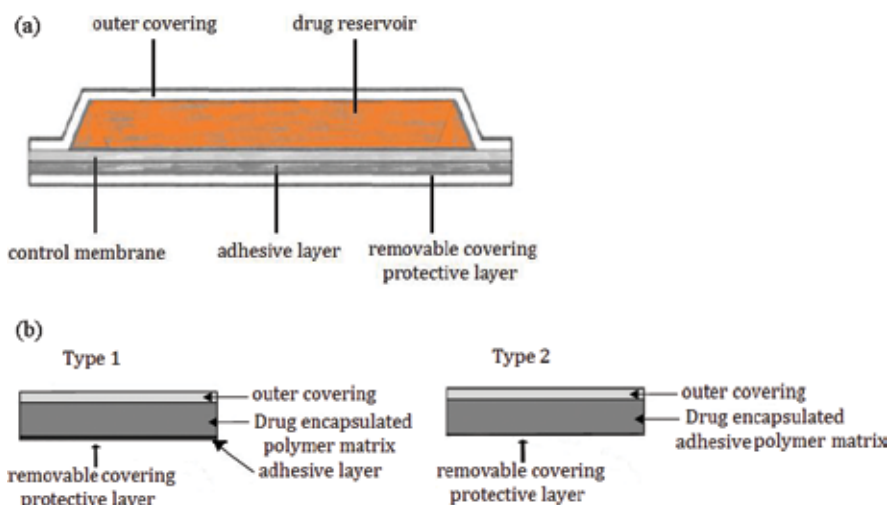 (a)
outer covering
drug reservoir
control membrane
adhesive layer
removable covering
protective layer
(b)
Type 1
outer covering
Drug encapsulated
polymer matrix
adhesive layer
removable covering
protective layer
Type 2
outer covering
Drug encapsulated
adhesive polymer matrix
removable covering
protective layer